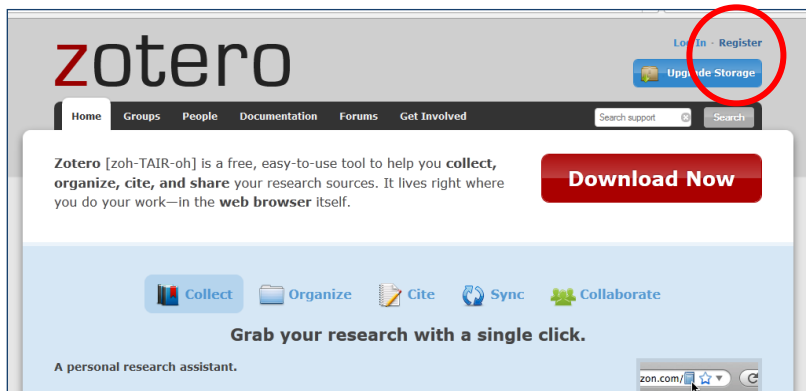 zotero
Log In · Register
Upgrade Storage
Home Groups People Documentation Forums Get Involved
Search support Search
Zotero [zoh-TAIR-oh] is a free, easy-to-use tool to help you collect,
organize, cite, and share your research sources. It lives right where
you do your work—in the web browser itself.
Download Now
Collect Organize Cite Sync Collaborate
Grab your research with a single click.
A personal research assistant.
zon.com/